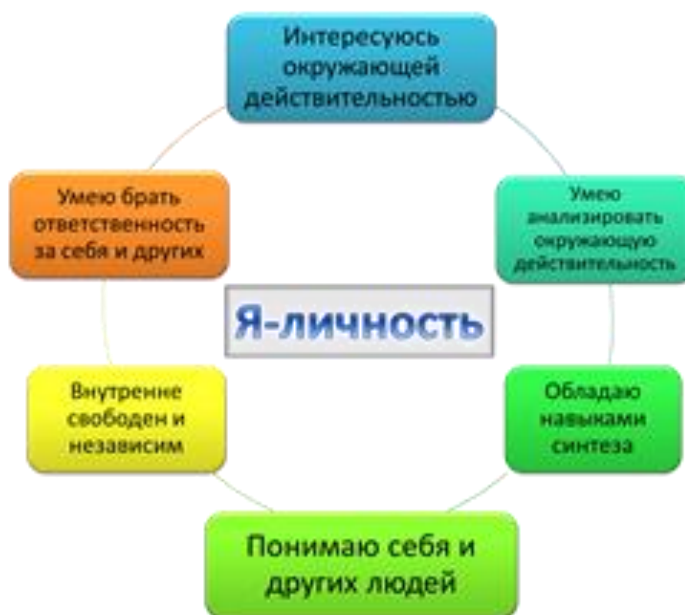 Интересуюсь
окружающей
действительностью
Умею
анализировать
окружающую
действительность
Обладаю
навыками
синтеза
Понимаю себя и
других людей
Внутренне
свободен и
независим
Умею брать
ответственность
за себя и других
Я-личность